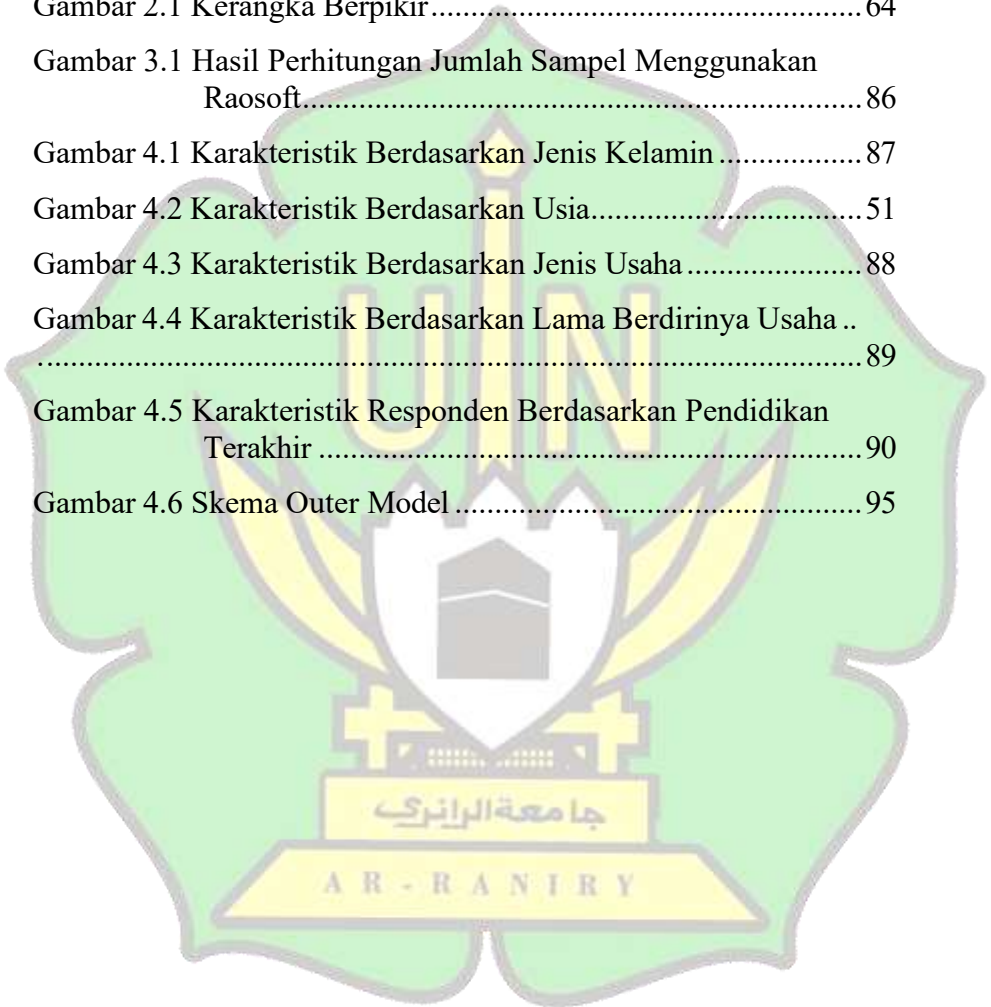 Gambar 2.1 Kerangka Berpikir......................................................64
Gambar 3.1 Hasil Perhitungan Jumlah Sampel Menggunakan
Raosoft......................................................................86
Gambar 4.1 Karakteristik Berdasarkan Jenis Kelamin..................87
Gambar 4.2 Karakteristik Berdasarkan Usia..................................51
Gambar 4.3 Karakteristik Berdasarkan Jenis Usaha......................88
Gambar 4.4 Karakteristik Berdasarkan Lama Berdirinya Usaha ..
.......................................................................................................89
Gambar 4.5 Karakteristik Responden Berdasarkan Pendidikan
Terakhir ....................................................................90
Gambar 4.6 Skema Outer Model...................................................95
UIN
جامعة الرانري
AR-RANIRY